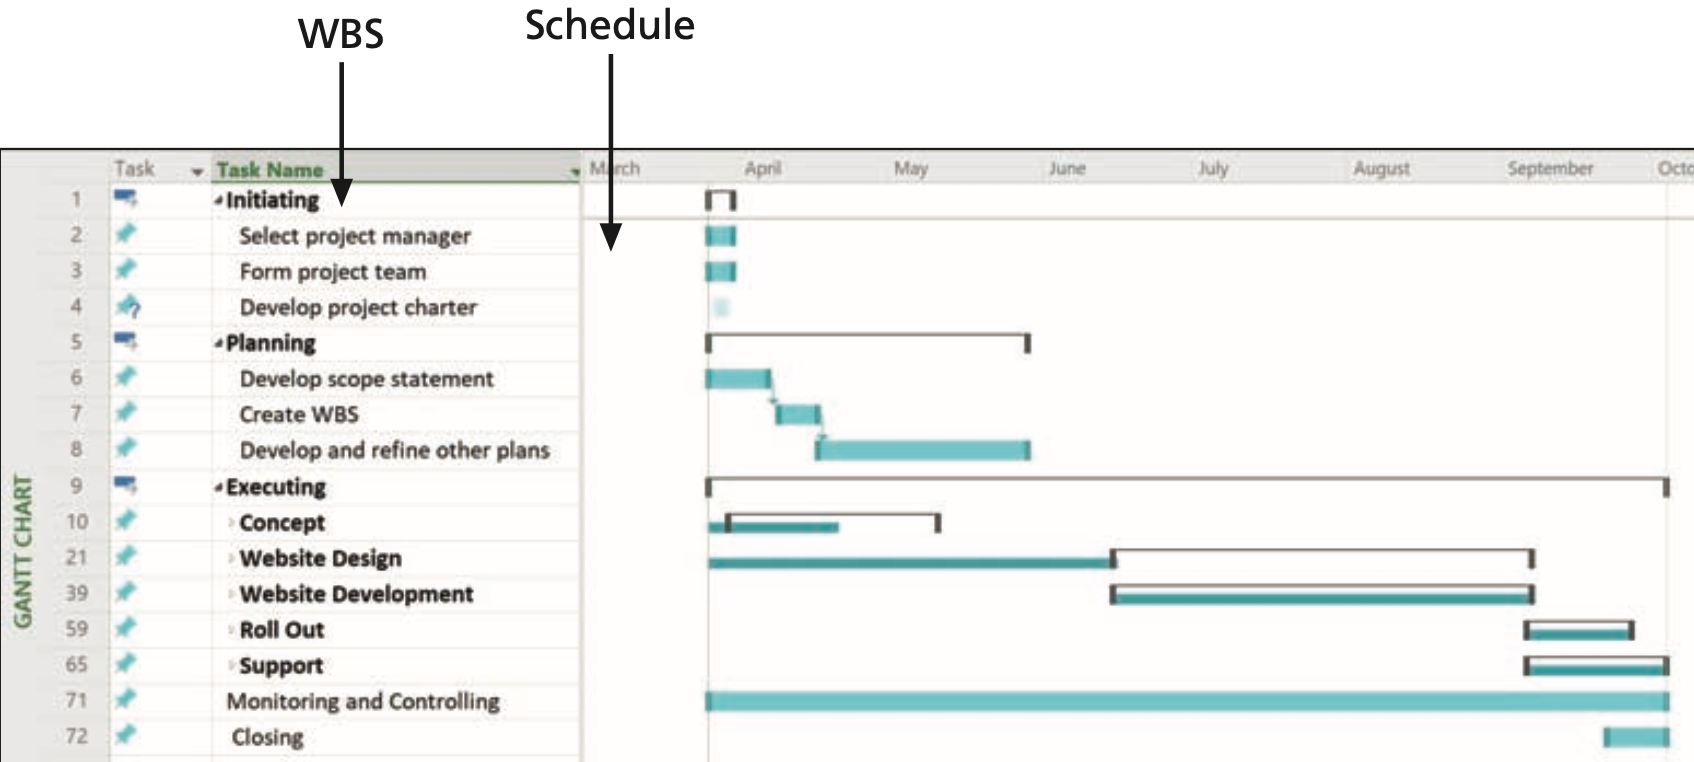 WBS
Schedule
Task Task Name March April May June July August September Octo
1 Initiating
2 Select project manager
3 Form project team
4 Develop project charter
5 Planning
6 Develop scope statement
7 Create WBS
8 Develop and refine other plans
9 Executing
10 Concept
21 Website Design
39 Website Development
59 Roll Out
65 Support
71 Monitoring and Controlling
72 Closing
GANTT CHART